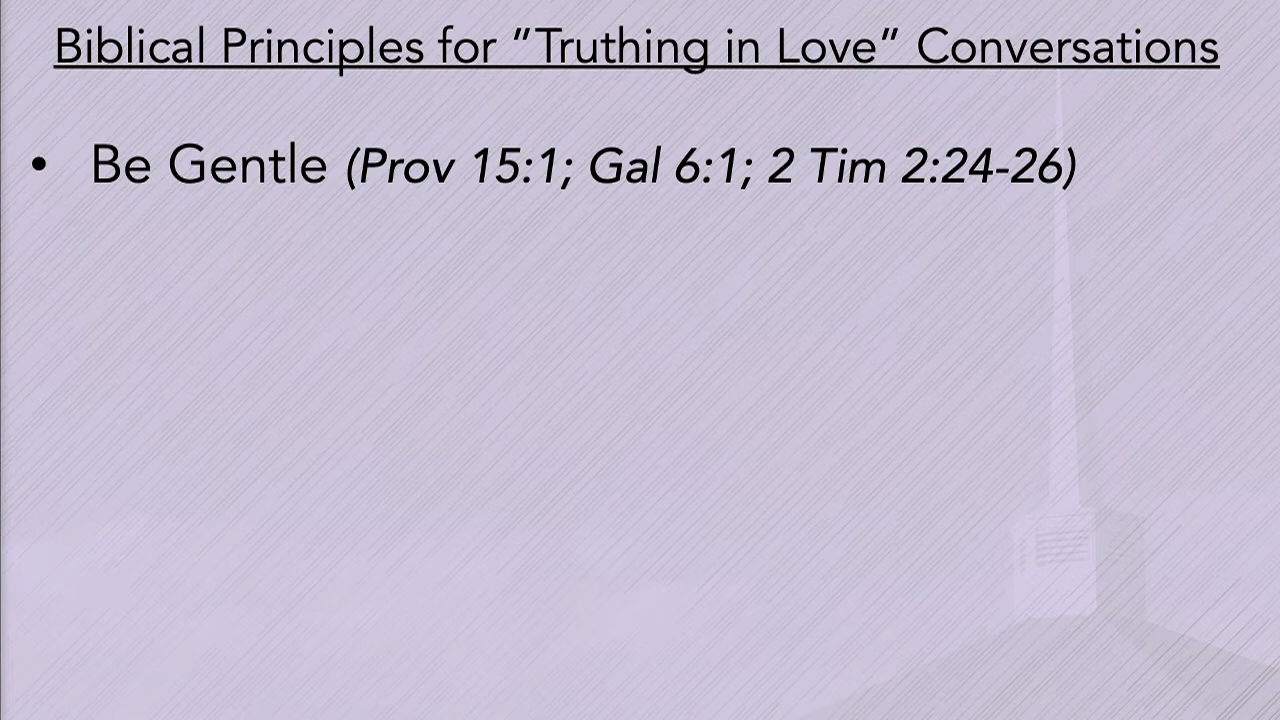 Biblical Principles for ”Truthing in Love” Conversations
• Be Gentle (Prov 15:1; Gal 6:1; 2 Tim 2:24-26)